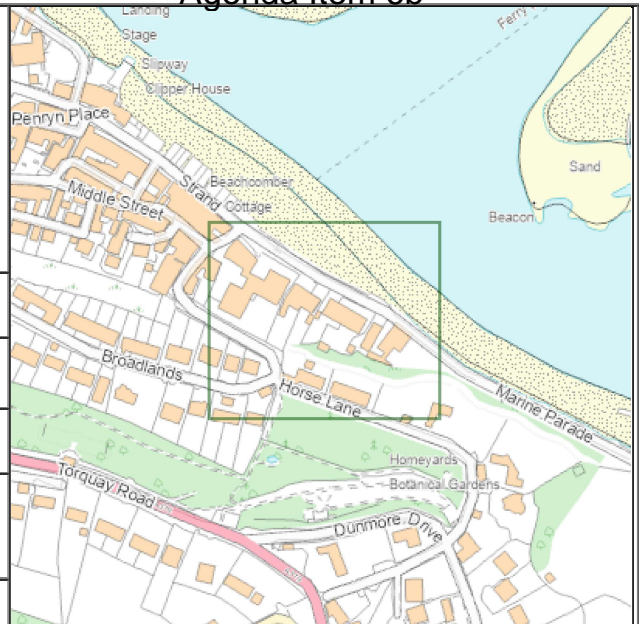 Landing
Stage
Slipway
Clipper House
Ferry
Penryn Place
Sand
Beachcomber
Cottage
Strand
Middle Street
Beacon
Broadlands
Horse Lane
Marine Parade
Homeyards
Botanical Gardens
Torquay Road
Dunmore Drive